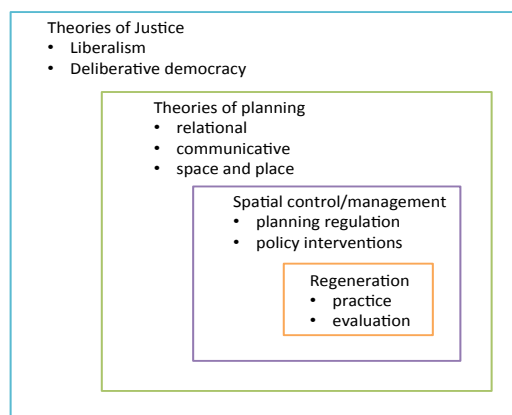 Theories of Justice
• Liberalism
• Deliberative democracy
Theories of planning
• relational
• communicative
• space and place
Spatial control/management
• planning regulation
• policy interventions
Regeneration
• practice
• evaluation